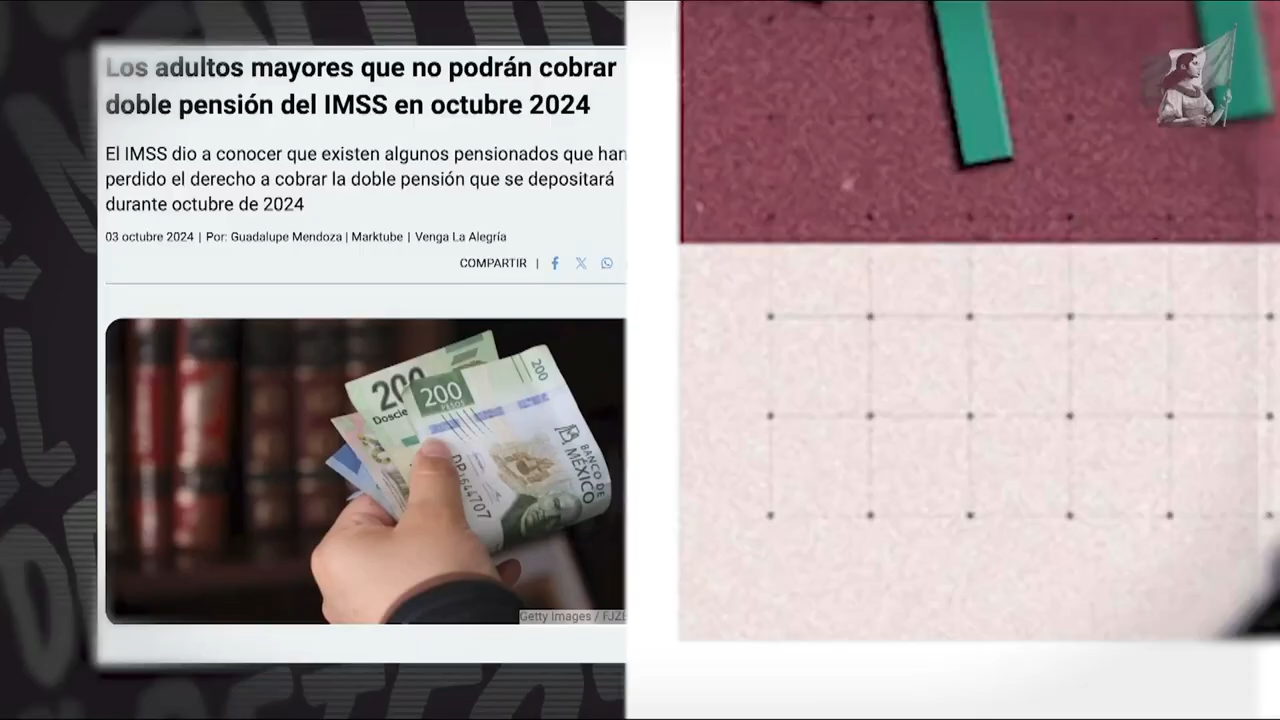 Los adultos mayores que no podrán cobrar
doble pensión del IMSS en octubre 2024
El IMSS dio a conocer que existen algunos pensionados que han
perdido el derecho a cobrar la doble pensión que se depositará
durante octubre de 2024
03 octubre 2024 | Por: Guadalupe Mendoza | Marktube | Venga La Alegría
COMPARTIR |
200
200
200
PESOS
BANCO DE
MÉXICO
Getty Images